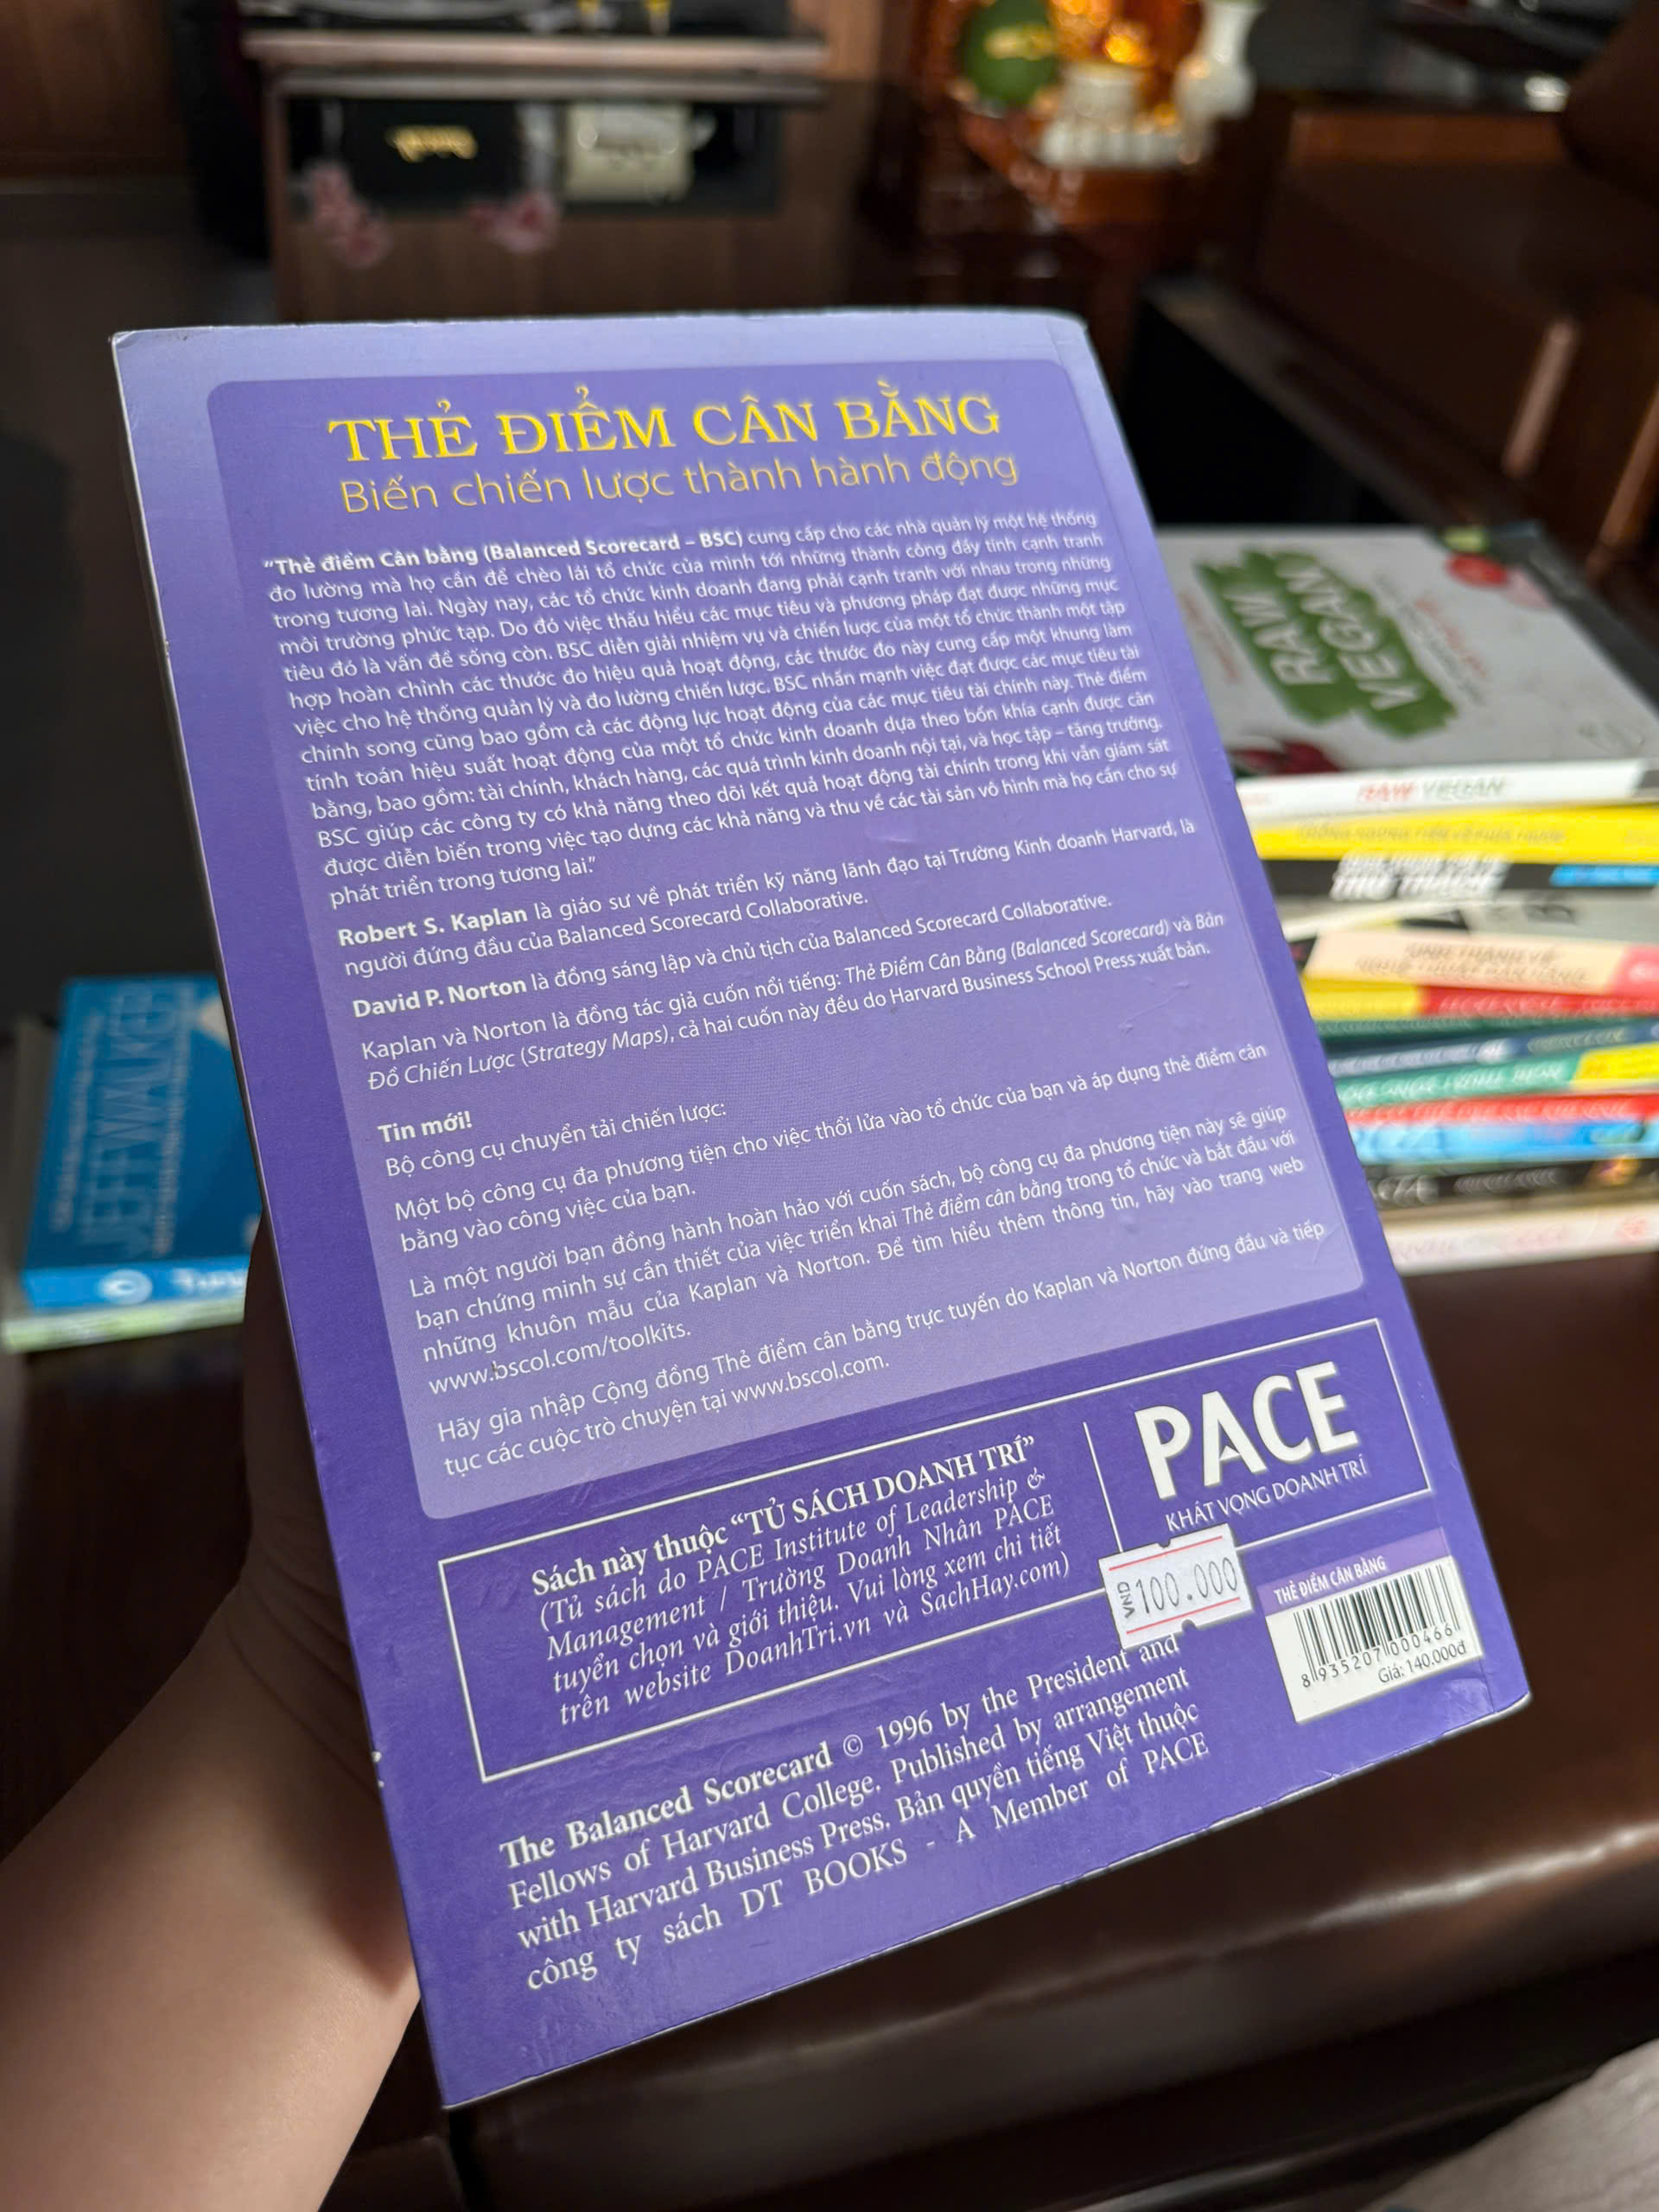 THẺ ĐIỂM CÂN BẰNG
Biến chiến lược thành hành động
“Thẻ điểm Cân bằng (Balanced Scorecard – BSC) cung cấp cho các nhà quản lý một hệ thống
đo lường mà họ cần để chèo lái tổ chức của mình tới những thành công đầy tính cạnh tranh
trong tương lai. Ngày nay, các tổ chức kinh doanh đang phải cạnh tranh với nhau trong những
môi trường phức tạp. Do đó việc thấu hiểu các mục tiêu và phương pháp đạt được những mục
tiêu đó là vấn đề sống còn. BSC diễn giải nhiệm vụ và chiến lược của một tổ chức thành một tập
hợp hoàn chỉnh các thước đo hiệu quả hoạt động, các thước đo này cung cấp một khung làm
việc cho hệ thống quản lý và đo lường chiến lược. BSC nhấn mạnh việc đạt được các mục tiêu tài
chính song cũng bao gồm cả các động lực hoạt động của các mục tiêu tài chính này. Thẻ điểm
tính toán hiệu suất hoạt động của một tổ chức kinh doanh dựa theo bốn khía cạnh được cân
bằng, bao gồm: tài chính, khách hàng, các quá trình kinh doanh nội tại, và học tập – tăng trưởng.
BSC giúp các công ty có khả năng theo dõi kết quả hoạt động tài chính trong khi vẫn giám sát
được diễn biến trong việc tạo dựng các khả năng và thu về các tài sản vô hình mà họ cần cho sự
phát triển trong tương lai.”
Robert S. Kaplan là giáo sư về phát triển kỹ năng lãnh đạo tại Trường Kinh doanh Harvard, là
người đứng đầu của Balanced Scorecard Collaborative.
David P. Norton là đồng sáng lập và chủ tịch của Balanced Scorecard Collaborative.
Kaplan và Norton là đồng tác giả cuốn nổi tiếng: Thẻ Điểm Cân Bằng (Balanced Scorecard) và Bản
Đồ Chiến Lược (Strategy Maps), cả hai cuốn này đều do Harvard Business School Press xuất bản.
Tin mới!
Bộ công cụ chuyển tải chiến lược:
Một bộ công cụ đa phương tiện cho việc thổi lửa vào tổ chức của bạn và áp dụng thẻ điểm cân
bằng vào công việc của bạn.
Là một người bạn đồng hành hoàn hảo với cuốn sách, bộ công cụ đa phương tiện này sẽ giúp
bạn chứng minh sự cần thiết của việc triển khai Thẻ điểm cân bằng trong tổ chức và bắt đầu với
những khuôn mẫu của Kaplan và Norton. Để tìm hiểu thêm thông tin, hãy vào trang web
www.bscol.com/toolkits.
Hãy gia nhập Cộng đồng Thẻ điểm cân bằng trực tuyến do Kaplan và Norton đứng đầu và tiếp
tục các cuộc trò chuyện tại www.bscol.com.
Sách này thuộc “TỦ SÁCH DOANH TRÍ”
(Tủ sách do PACE Institute of Leadership &
Management / Trường Doanh Nhân PACE
tuyển chọn và giới thiệu. Vui lòng xem chi tiết
trên website DoanhTri.vn và SachHay.com)
PACE
KHÁT VỌNG DOANH TRÍ
VND 100.000
THẺ ĐIỂM CÂN BẰNG
8 935207 000466
Giá: 140.000đ
The Balanced Scorecard © 1996 by the President and
Fellows of Harvard College. Published by arrangement
with Harvard Business Press. Bản quyền tiếng Việt thuộc
công ty sách DT BOOKS - A Member of PACE
RAW
VEGAN
RAW VEGAN
JEFF WALKER